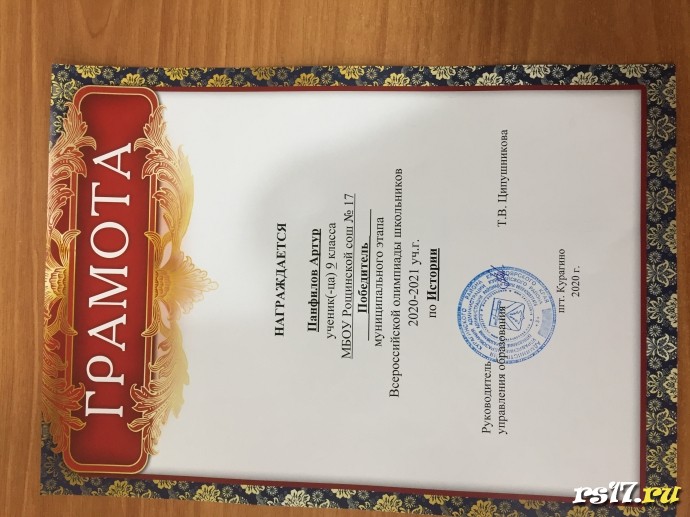 ГРАМОТА
НАГРАЖДАЕТСЯ
Панфилов Артур
ученик(-ца) 9 класса
МБОУ Рощинской сош № 17
Победитель
муниципального этапа
Всероссийской олимпиады школьников
2020-2021 уч.г.
по Истории
Руководитель
управления образования Т.В. Ципушникова
пгт. Курагино
2020 г.
rs17.ru